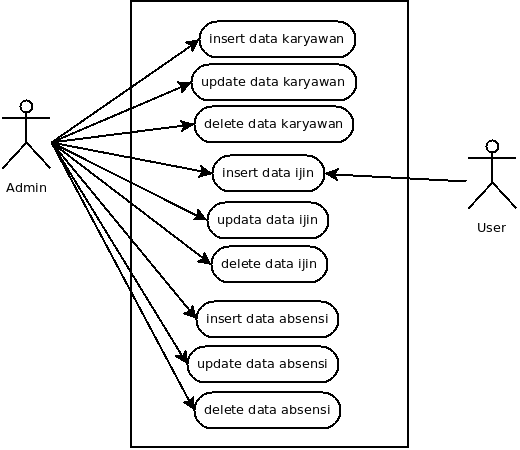 insert data karyawan
update data karyawan
delete data karyawan
Admin
insert data ijin
updata data ijin
User
delete data ijin
insert data absensi
update data absensi
delete data absensi